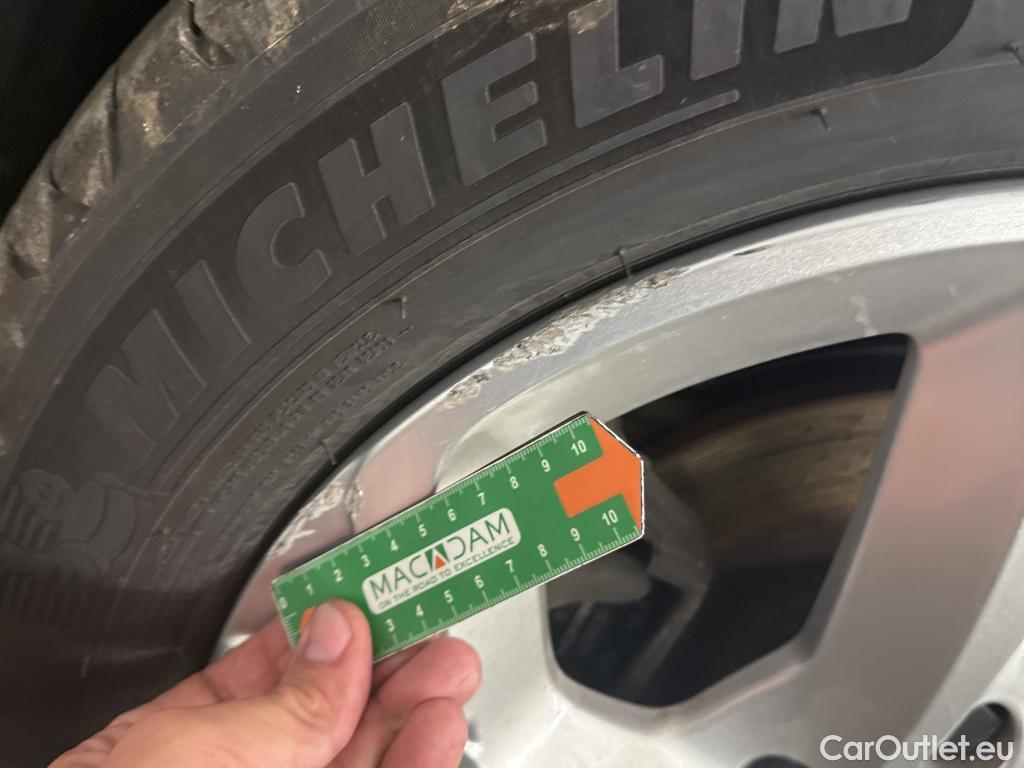 MICHELIN
0 1 2 3 4 5 6 7 8 9 10
MACADAM
ON THE ROAD TO EXCELLENCE
3 4 5 6 7 8 9 10
CarOutlet.eu